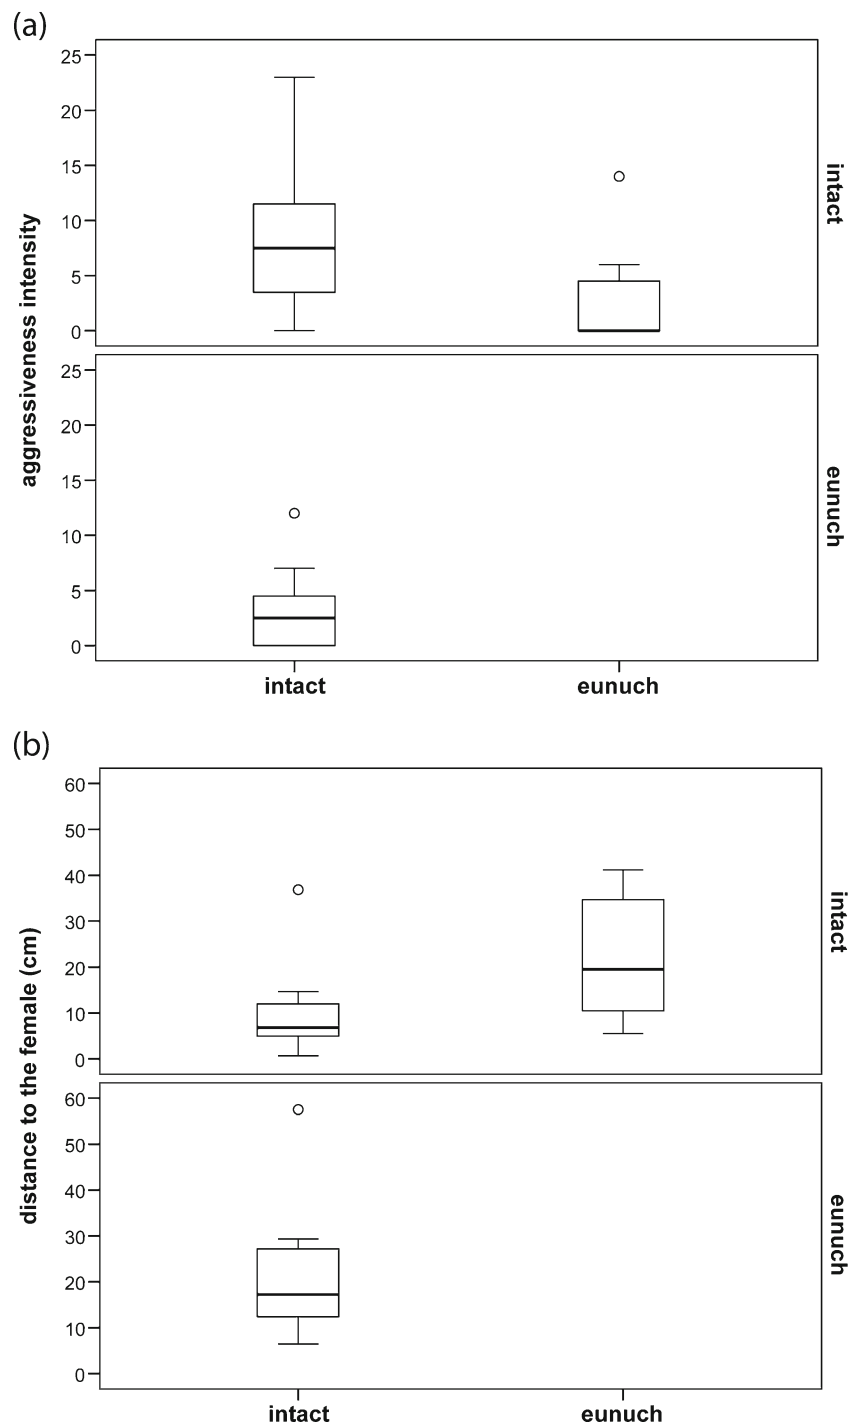 (a)
25
20
15
10
5
0
intact
aggressiveness intensity
25
20
15
10
5
0
eunuch
intact eunuch
(b)
60
50
40
30
20
10
0
intact
distance to the female (cm)
60
50
40
30
20
10
0
eunuch
intact eunuch